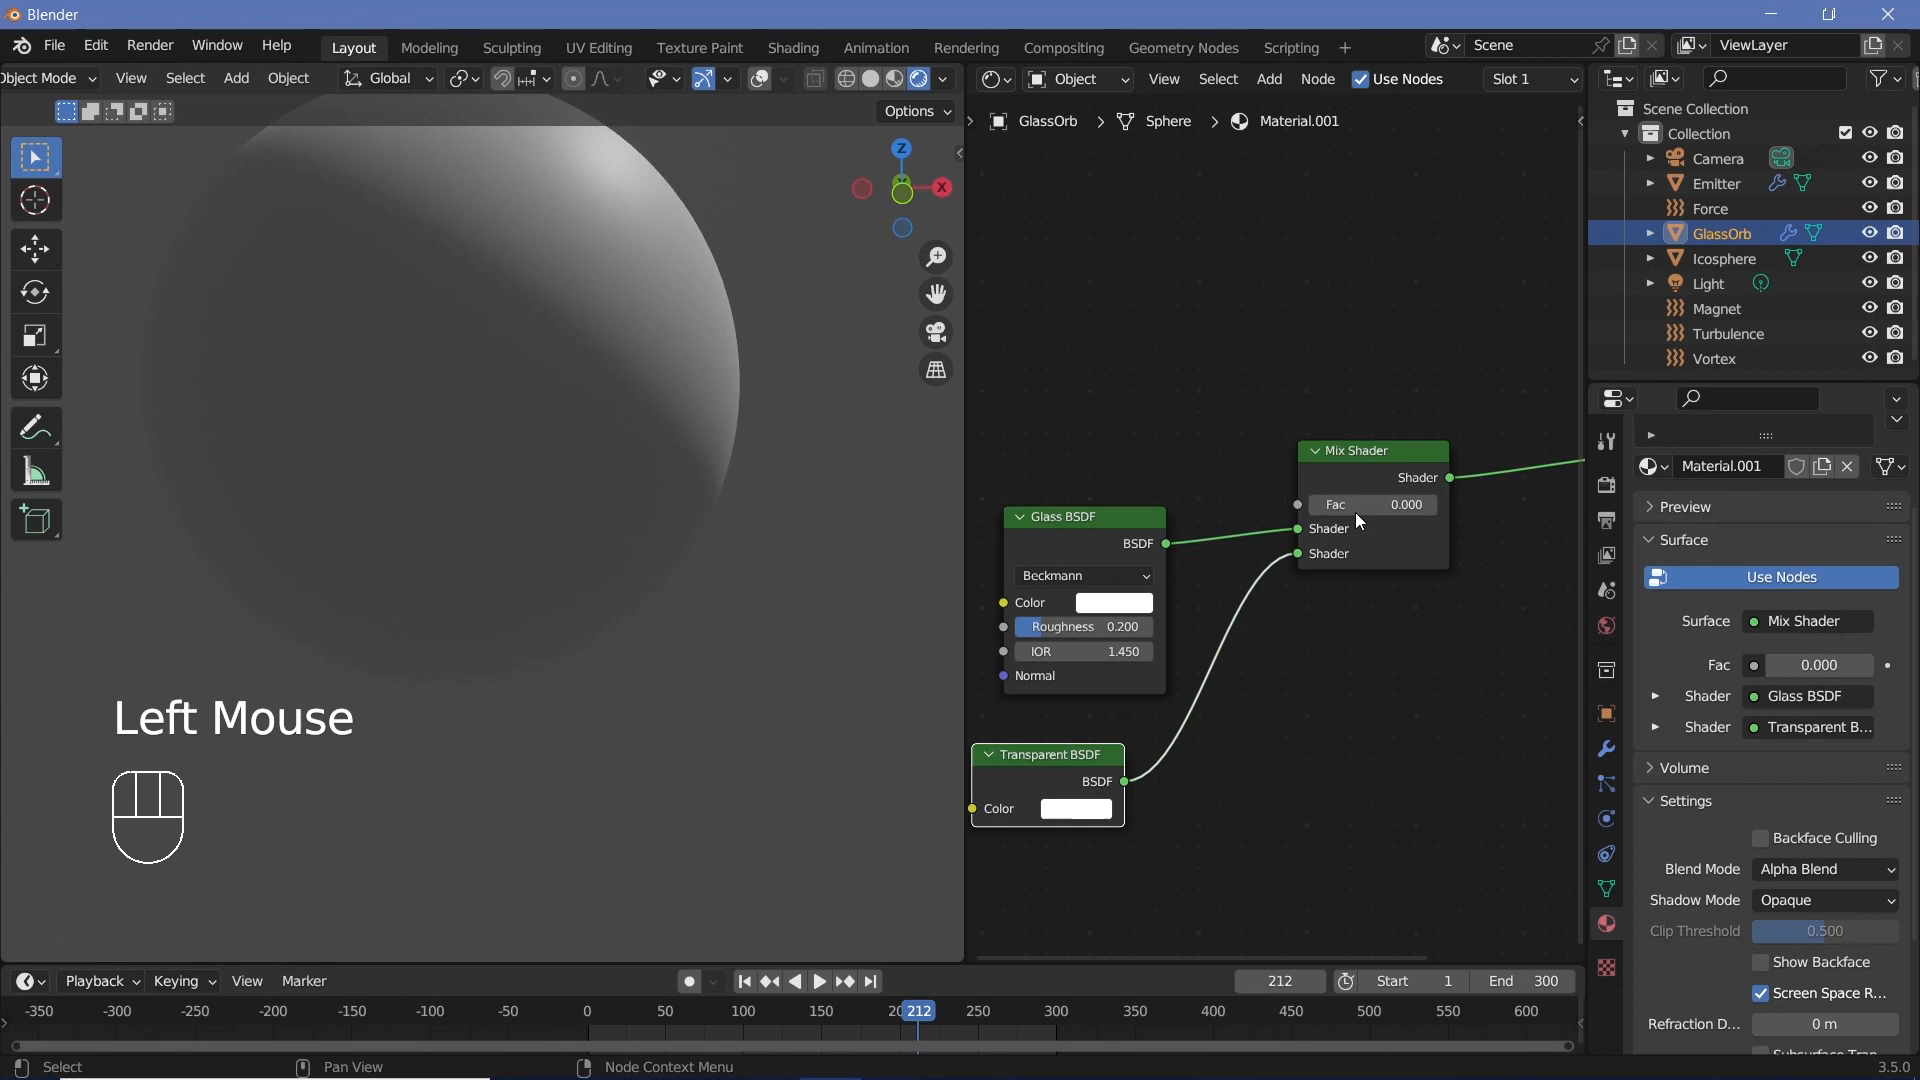 Blender
File Edit Render Window Help
Layout Modeling Sculpting UV Editing Texture Paint Shading Animation Rendering Compositing Geometry Nodes Scripting
Scene
ViewLayer
bject Mode View Select Add Object Global
Object View Select Add Node Use Nodes Slot 1
Options
GlassOrb > Sphere > Material.001
Z
X
Scene Collection
Collection
Camera
Emitter
Force
GlassOrb
Icosphere
Light
Magnet
Turbulence
Vortex
Mix Shader
Shader
Fac 0.000
Shader
Shader
Glass BSDF
BSDF
Beckmann
Color
Roughness 0.200
IOR 1.450
Normal
Transparent BSDF
BSDF
Color
Left Mouse
Material.001
Preview
Surface
Use Nodes
Surface Mix Shader
Fac 0.000
Shader Glass BSDF
Shader Transparent B...
Volume
Settings
Backface Culling
Blend Mode Alpha Blend
Shadow Mode Opaque
Clip Threshold 0.500
Show Backface
Screen Space R...
Refraction D... 0 m
Playback Keying View Marker
212 Start 1 End 300
-350 -300 -250 -200 -150 -100 -50 0 50 100 150 20 212 250 300 350 400 450 500 550 600
Select Pan View Node Context Menu 3.5.0